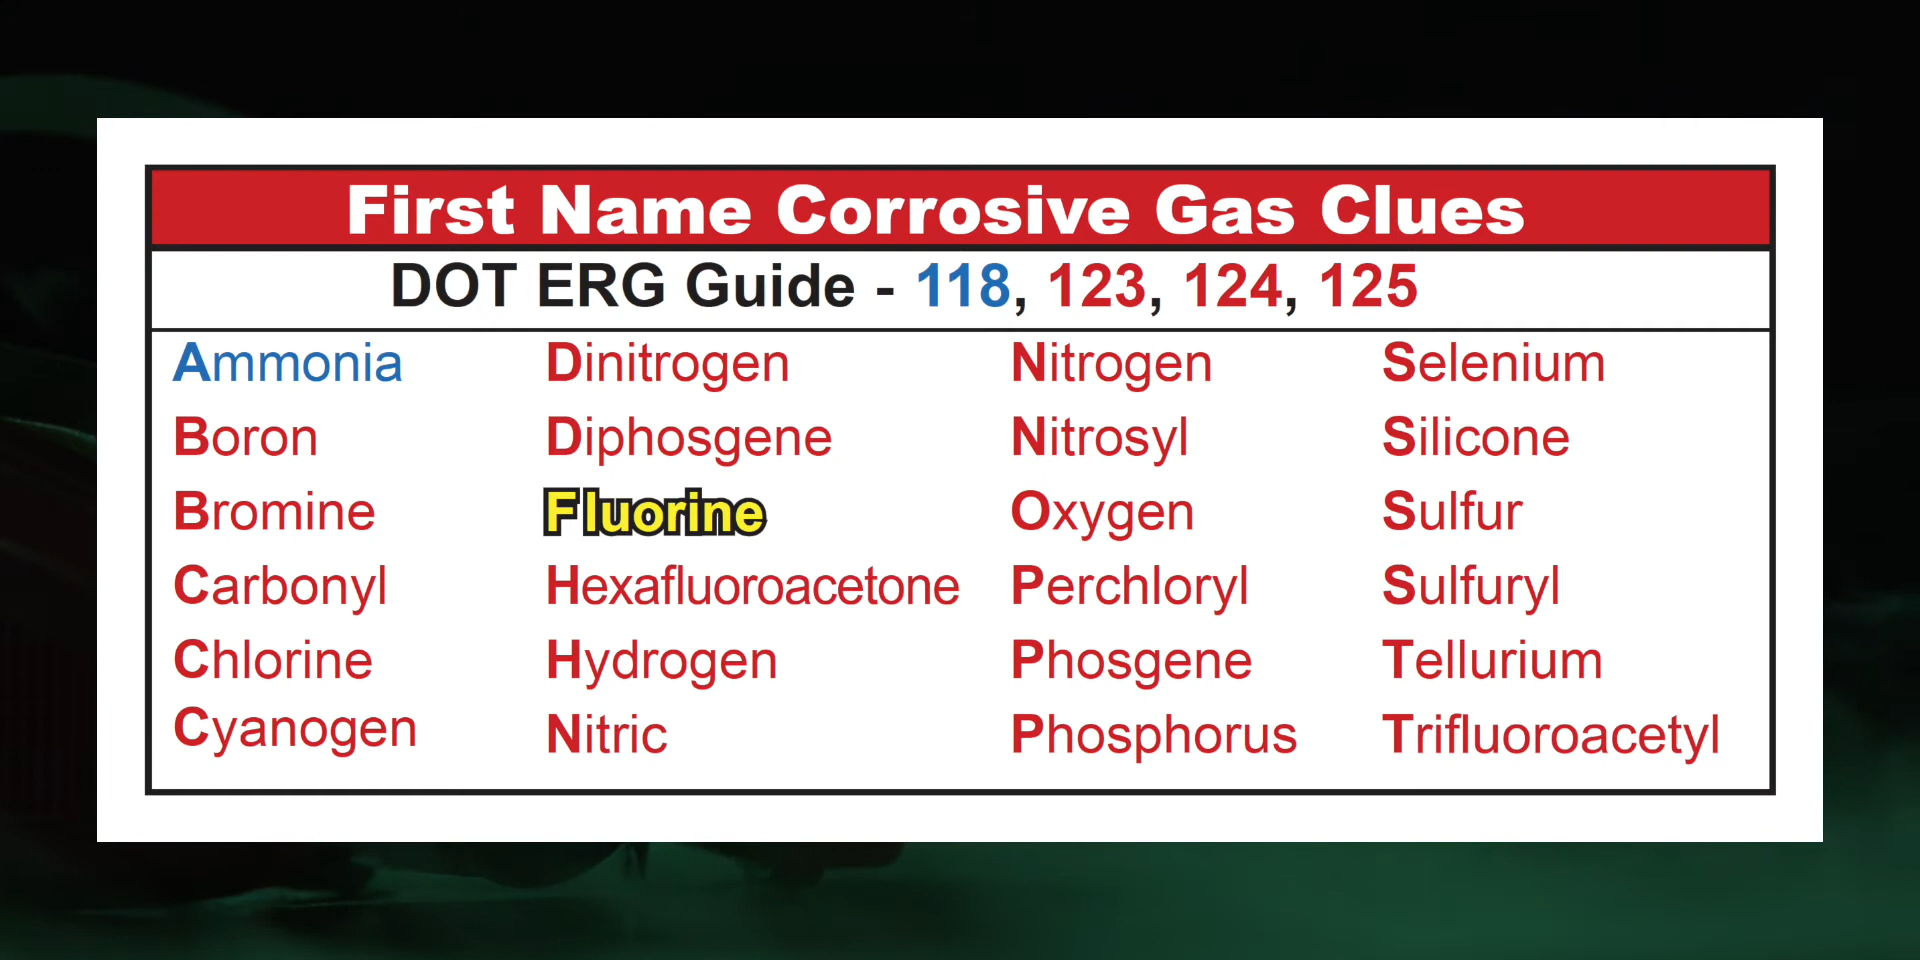 First Name Corrosive Gas Clues
DOT ERG Guide - 118, 123, 124, 125
Ammonia
Boron
Bromine
Carbonyl
Chlorine
Cyanogen
Dinitrogen
Diphosgene
Fluorine
Hexafluoroacetone
Hydrogen
Nitric
Nitrogen
Nitrosyl
Oxygen
Perchloryl
Phosgene
Phosphorus
Selenium
Silicone
Sulfur
Sulfuryl
Tellurium
Trifluoroacetyl